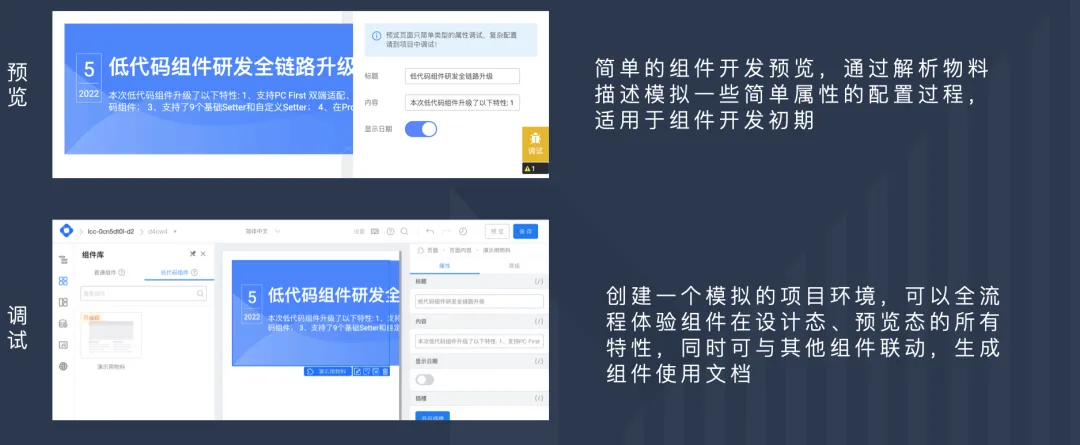 预览
5
2022
低代码组件研发全链路升级
本次低代码组件升级了以下特性: 1、支持PC First 双端适配、
码组件; 3、支持了9个基础Setter和自定义Setter; 4、在Pro
预览页面只简单类型的属性调试, 复杂配置
请到项目中调试!
标题
低代码组件研发全链路升级
内容
本次低代码组件升级了以下特性: 1
显示日期
调试
1
简单的组件开发预览，通过解析物料
描述模拟一些简单属性的配置过程，
适用于组件开发初期
调试
lcc-0cn5dt0l-d2
d4cw4
简体中文
设置
预览
保存
组件库
普通组件
低代码组件
搜索组件
演示用物料
5
2022
低代码组件研发全
本次低代码组件升级了以下特性: 1、支持
码组件; 3、支持了9个基础Setter和自定
演示用物料
页面
页面内容
演示用物料
属性
高级
标题
低代码组件研发全链路升级
内容
本次低代码组件升级了以下特性: 1、支持PC First
显示日期
插槽
创建一个模拟的项目环境，可以全流
程体验组件在设计态、预览态的所有
特性，同时可与其他组件联动，生成
组件使用文档